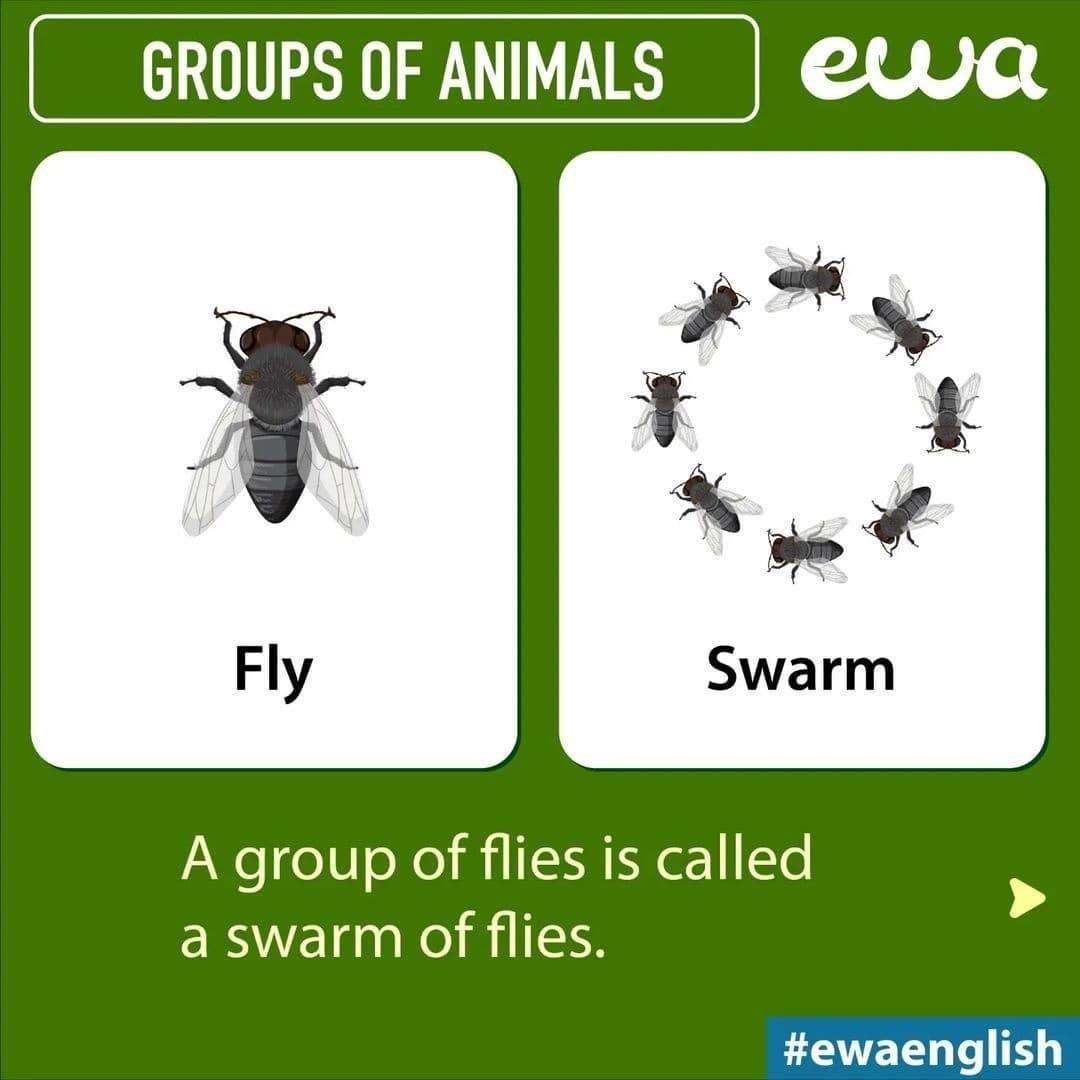 GROUPS OF ANIMALS
ewa
Fly
Swarm
A group of flies is called
a swarm of flies.
#ewaenglish